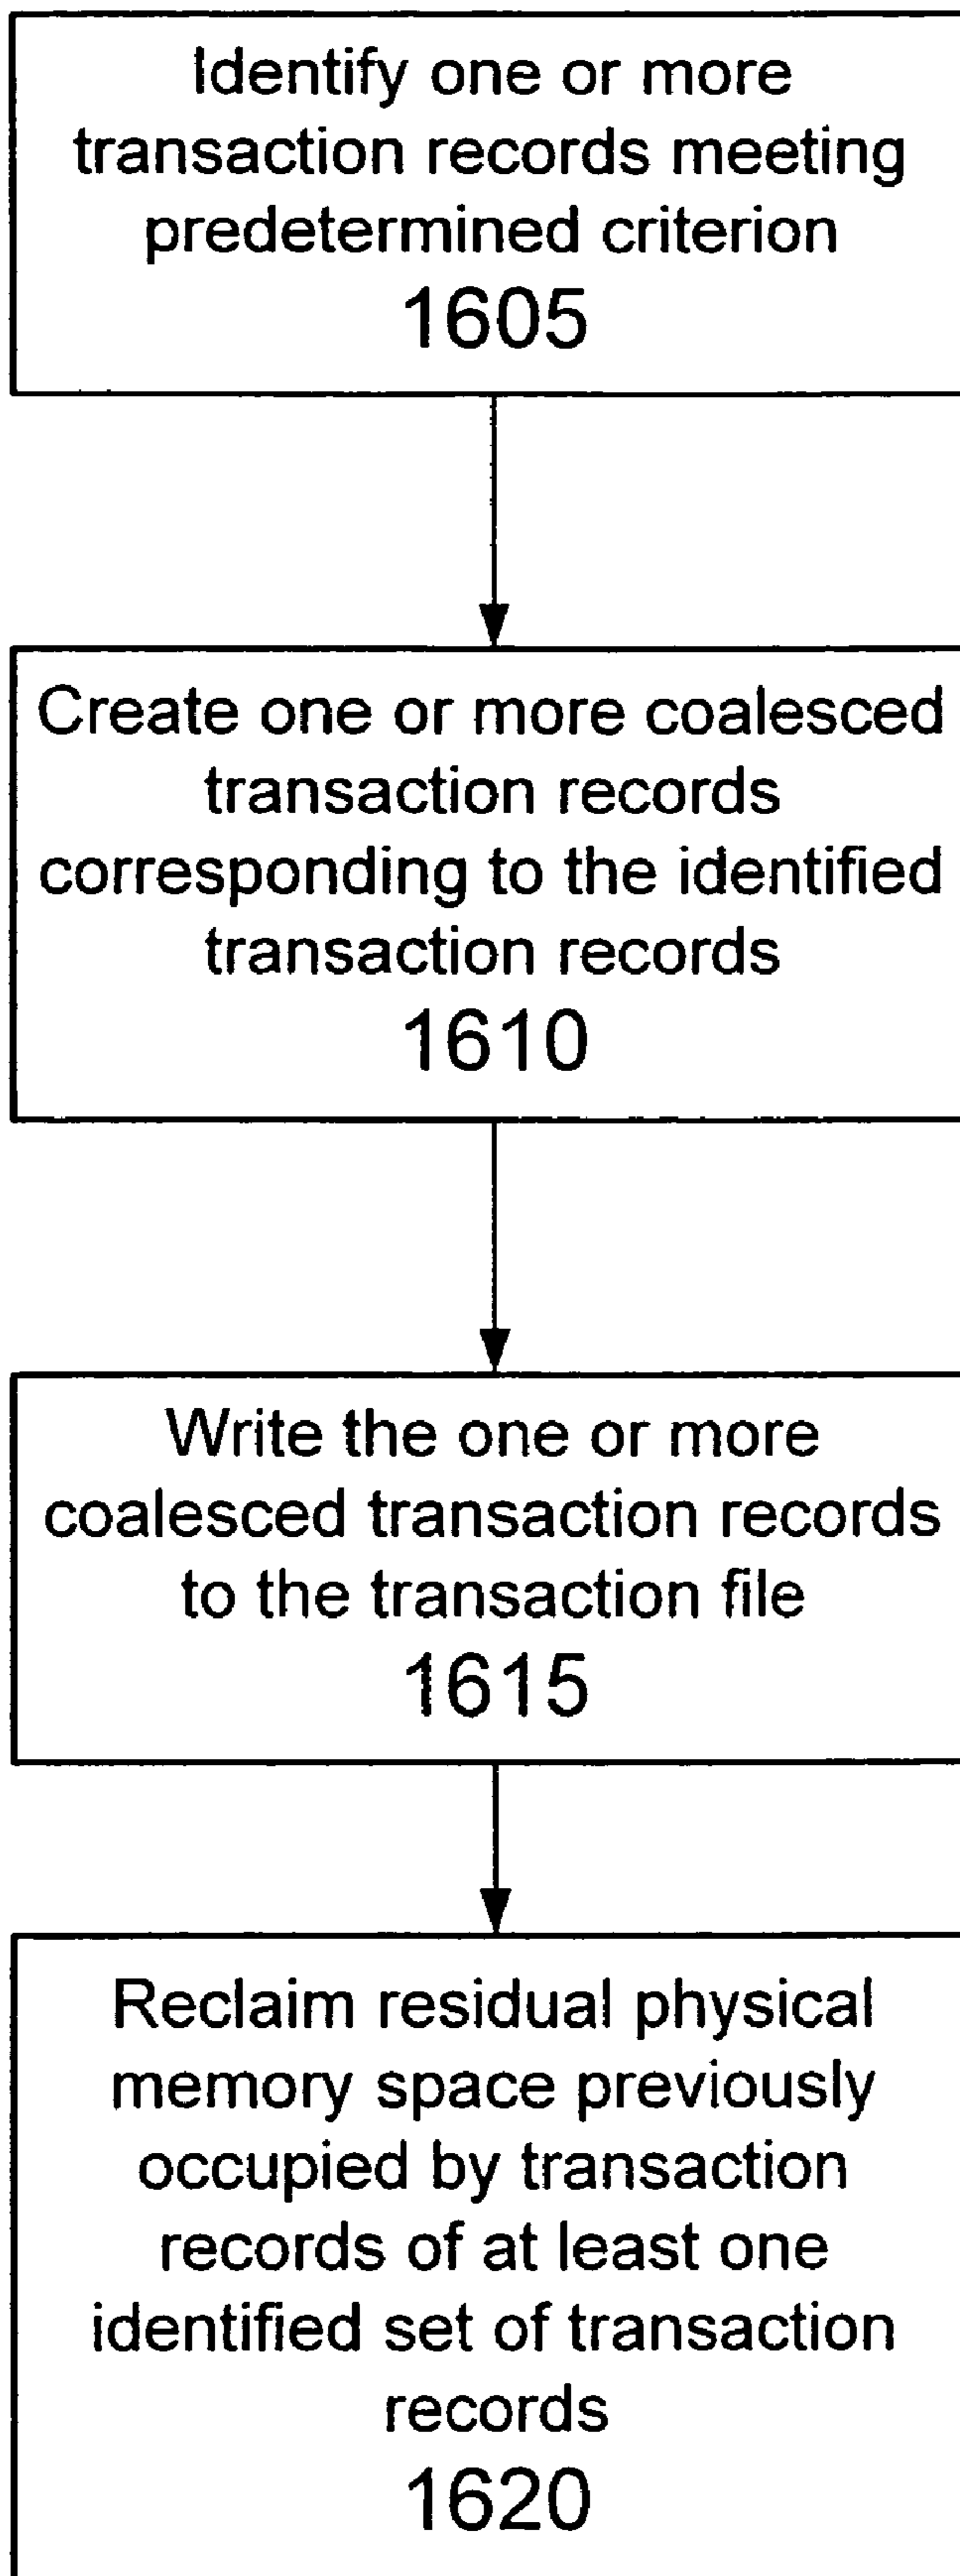 Identify one or more
transaction records meeting
predetermined criterion
1605
Create one or more coalesced
transaction records
corresponding to the identified
transaction records
1610
Write the one or more
coalesced transaction records
to the transaction file
1615
Reclaim residual physical
memory space previously
occupied by transaction
records of at least one
identified set of transaction
records
1620